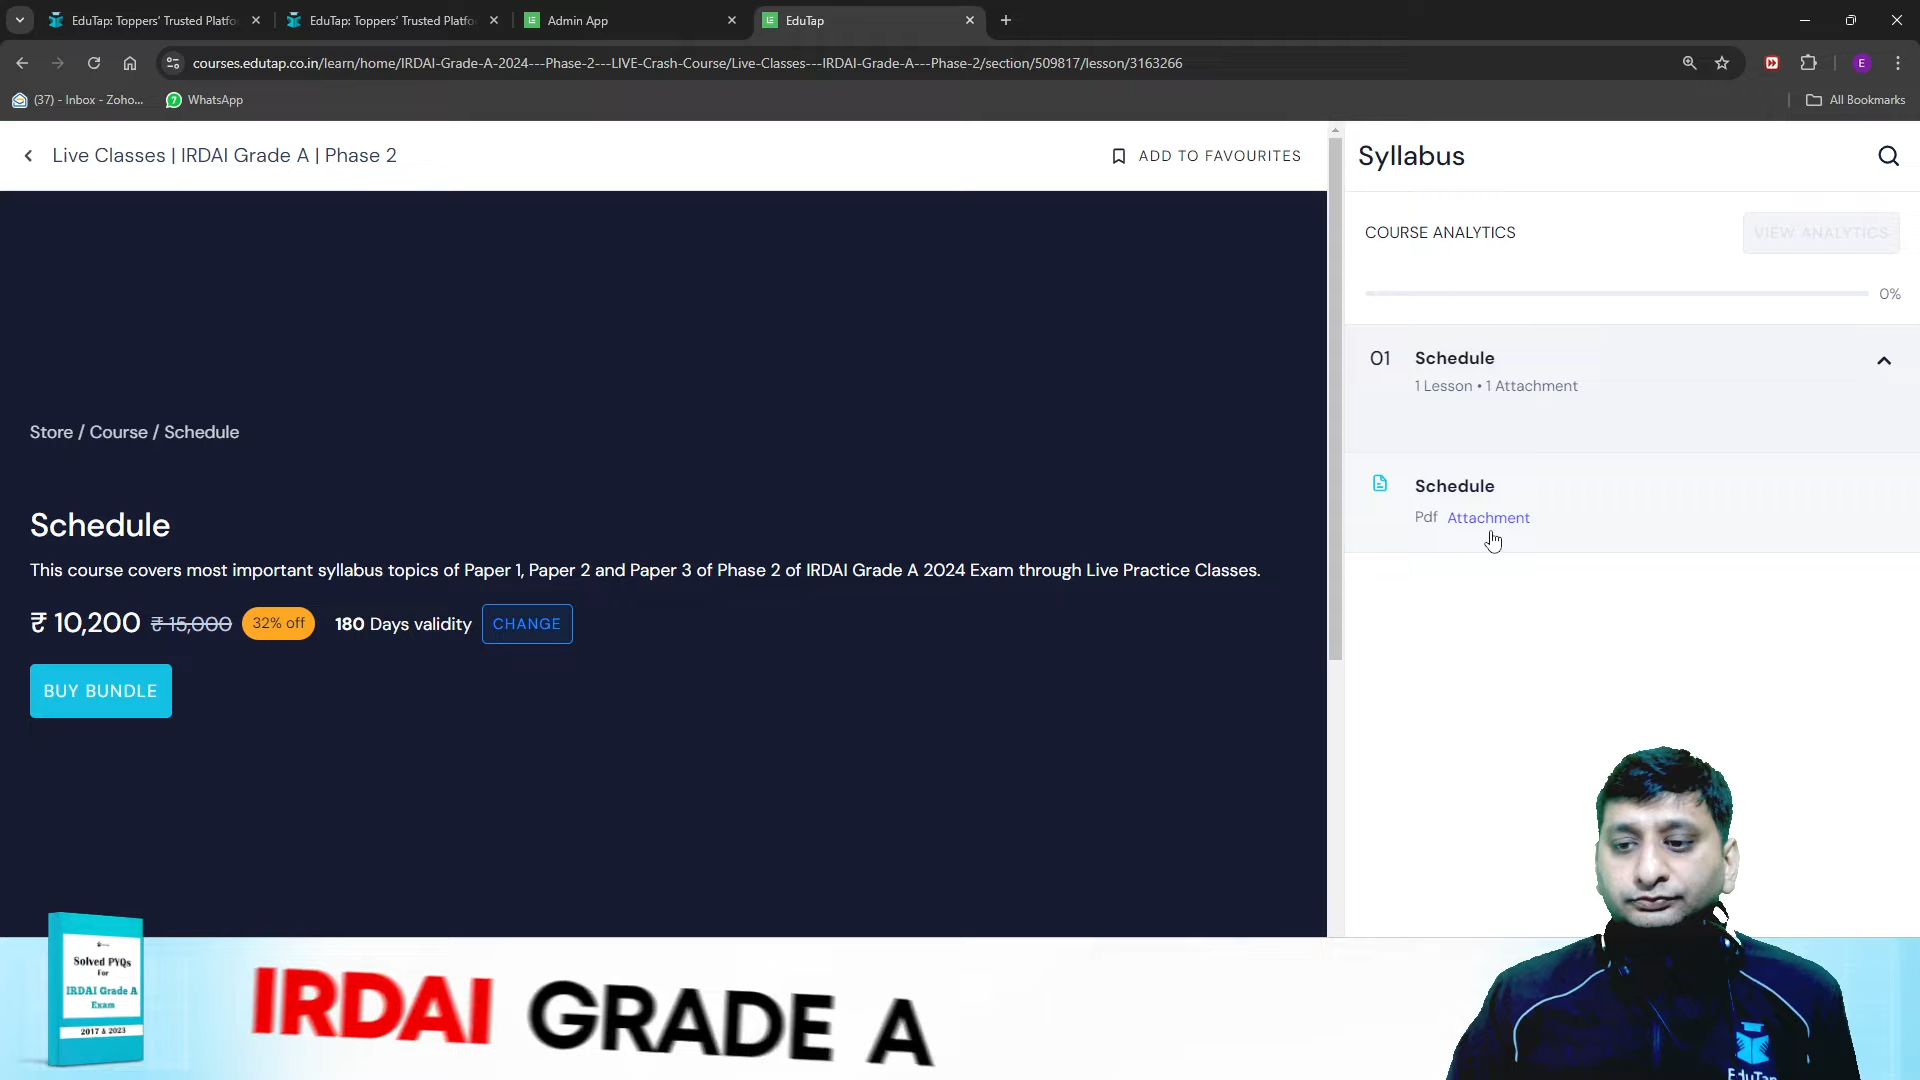 EduTap: Toppers' Trusted Platfo
EduTap: Toppers' Trusted Platfo
Admin App
EduTap
courses.edutap.co.in/learn/home/IRDAI-Grade-A-2024---Phase-2---LIVE-Crash-Course/Live-Classes---IRDAI-Grade-A---Phase-2/section/509817/lesson/3163266
E
(37) - Inbox - Zoho...
7
WhatsApp
All Bookmarks
Live Classes | IRDAI Grade A | Phase 2
ADD TO FAVOURITES
Syllabus
COURSE ANALYTICS
VIEW ANALYTICS
0%
01
Schedule
1 Lesson • 1 Attachment
Schedule
Pdf Attachment
Store / Course / Schedule
Schedule
This course covers most important syllabus topics of Paper 1, Paper 2 and Paper 3 of Phase 2 of IRDAI Grade A 2024 Exam through Live Practice Classes.
₹ 10,200 ₹ 15,000 32% off 180 Days validity CHANGE
BUY BUNDLE
Solved PYQs
For
IRDAI Grade A
Exam
2017 & 2023
IRDAI GRADE A
EduTap